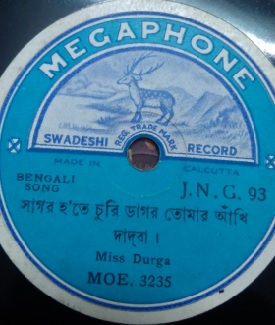 MEGAPHONE
REG. TRADE MARK
SWADESHI RECORD
MADE IN CALCUTTA
BENGALI
SONG
J.N.G. 93
সাগর হ'তে চুরি ডাগর তোমার আঁখি
দাদ্‌রা ।
Miss Durga
MOE. 3235